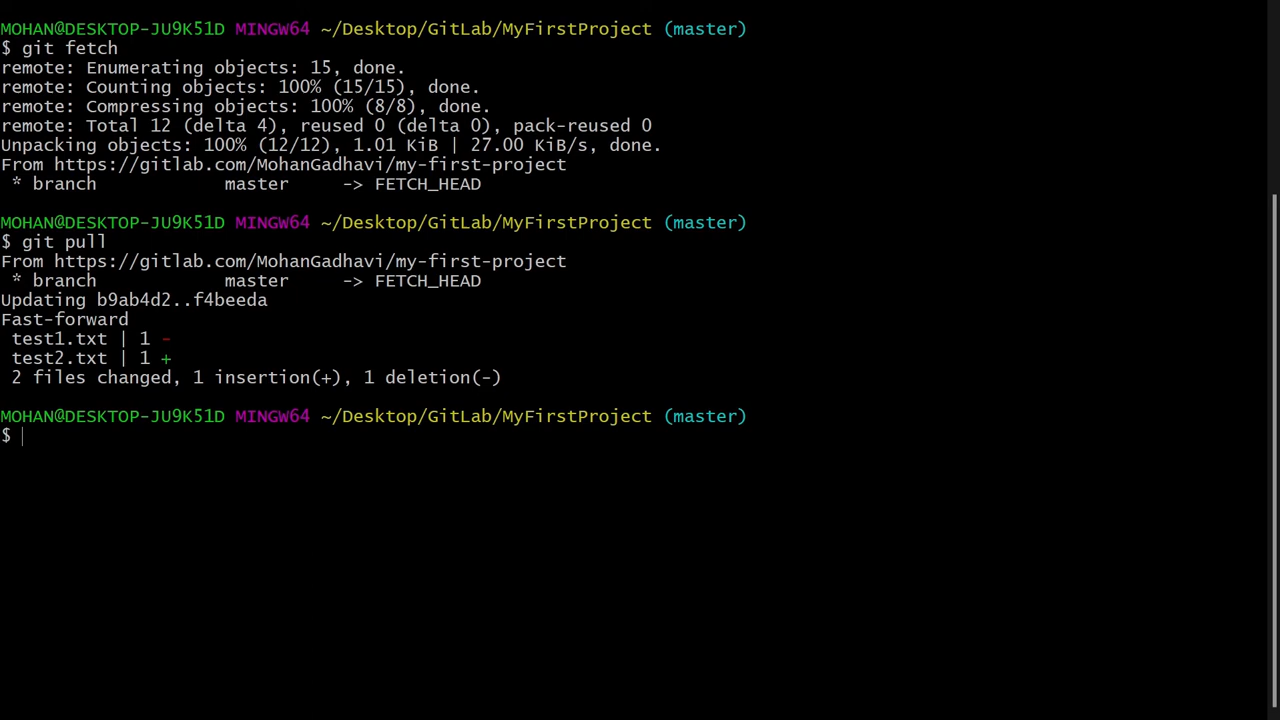 MOHAN@DESKTOP-JU9K51D MINGW64 ~/Desktop/GitLab/MyFirstProject (master)
$ git fetch
remote: Enumerating objects: 15, done.
remote: Counting objects: 100% (15/15), done.
remote: Compressing objects: 100% (8/8), done.
remote: Total 12 (delta 4), reused 0 (delta 0), pack-reused 0
Unpacking objects: 100% (12/12), 1.01 KiB | 27.00 KiB/s, done.
From https://gitlab.com/MohanGadhavi/my-first-project
 * branch            master     -> FETCH_HEAD
MOHAN@DESKTOP-JU9K51D MINGW64 ~/Desktop/GitLab/MyFirstProject (master)
$ git pull
From https://gitlab.com/MohanGadhavi/my-first-project
 * branch            master     -> FETCH_HEAD
Updating b9ab4d2..f4beeda
Fast-forward
 test1.txt | 1 -
 test2.txt | 1 +
 2 files changed, 1 insertion(+), 1 deletion(-)
MOHAN@DESKTOP-JU9K51D MINGW64 ~/Desktop/GitLab/MyFirstProject (master)
$